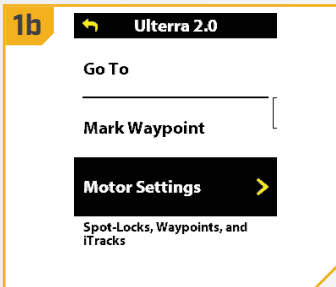 1b
Ulterra 2.0
Go To
Mark Waypoint
Motor Settings
Spot-Locks, Waypoints, and
iTracks